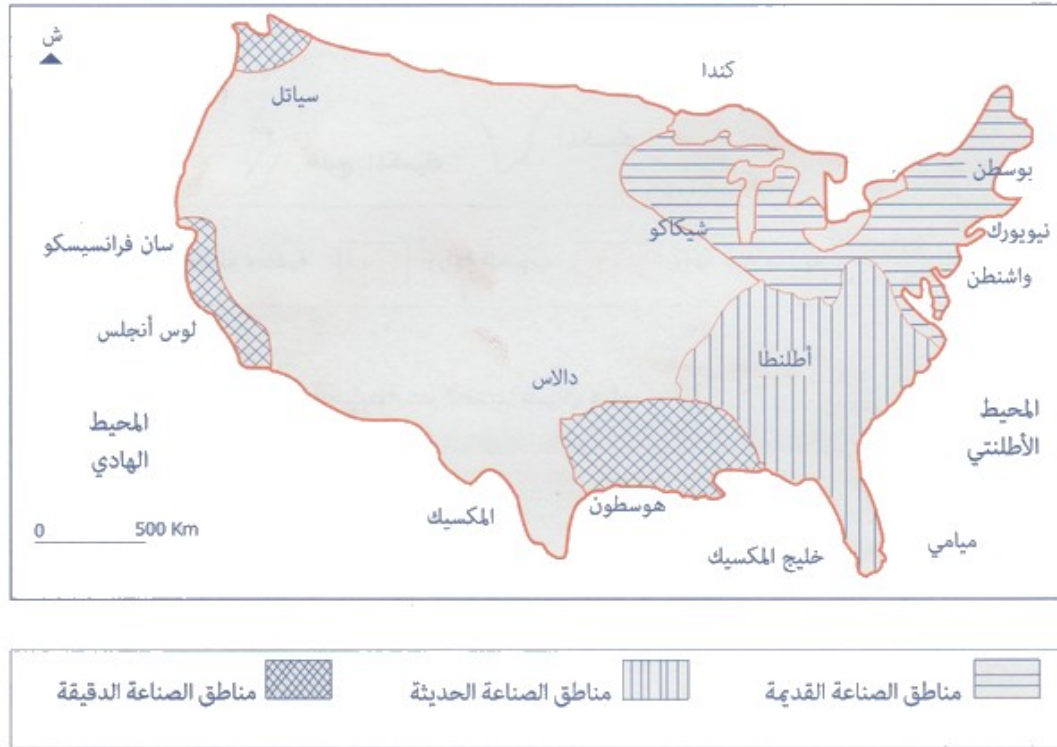 ش
كندا
سياتل
بوسطن
شيكاكو
نيويورك
سان فرانسيسكو
واشنطن
لوس أنجلس
أطلنطا
دالاس
المحيط
الهادي
المحيط
الأطلنتي
هوسطون
المكسيك
0 500 Km
ميامي
خليج المكسيك
مناطق الصناعة القديمة
مناطق الصناعة الحديثة
مناطق الصناعة الدقيقة